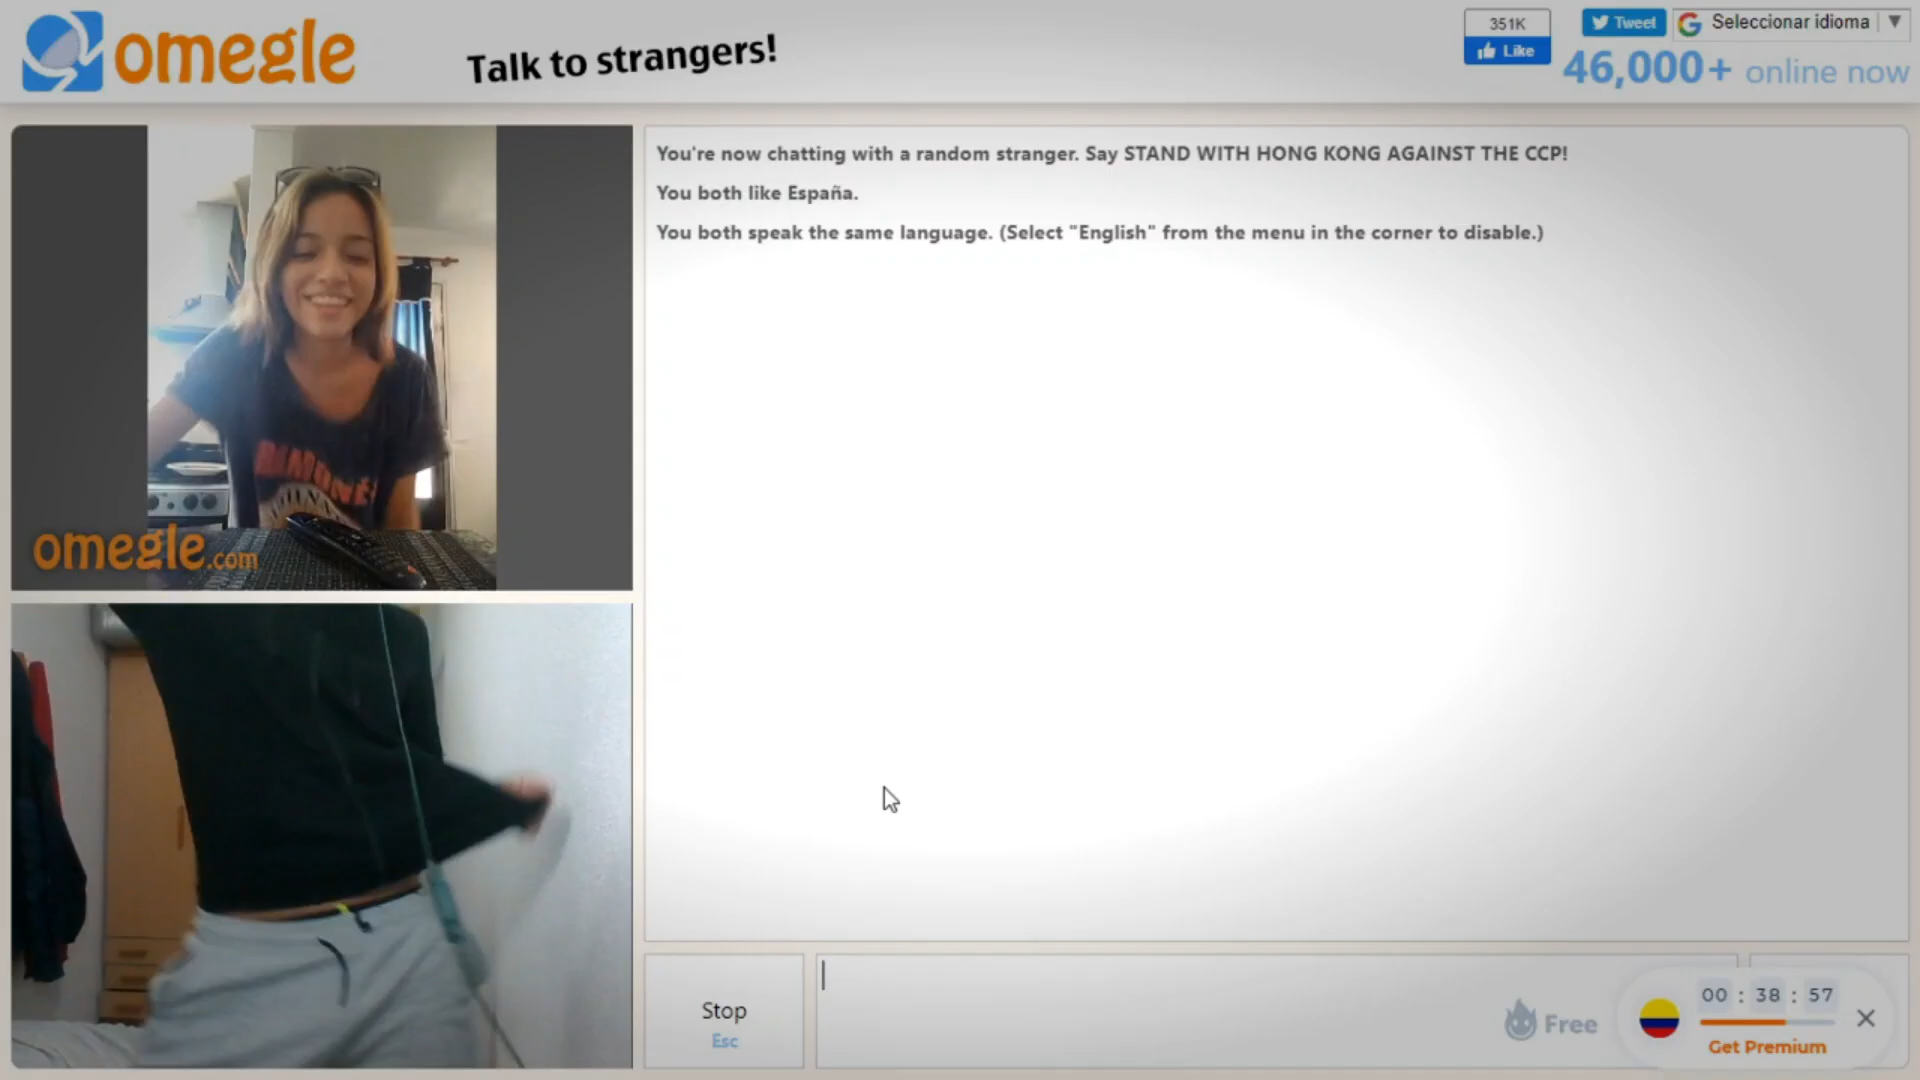 omegle
Talk to strangers!
351K
Like
Tweet
Seleccionar idioma
46,000+ online now
You're now chatting with a random stranger. Say STAND WITH HONG KONG AGAINST THE CCP!
You both like España.
You both speak the same language. (Select "English" from the menu in the corner to disable.)
RAMONES
omegle.com
Stop
Esc
Free
00 : 38 : 57
Get Premium